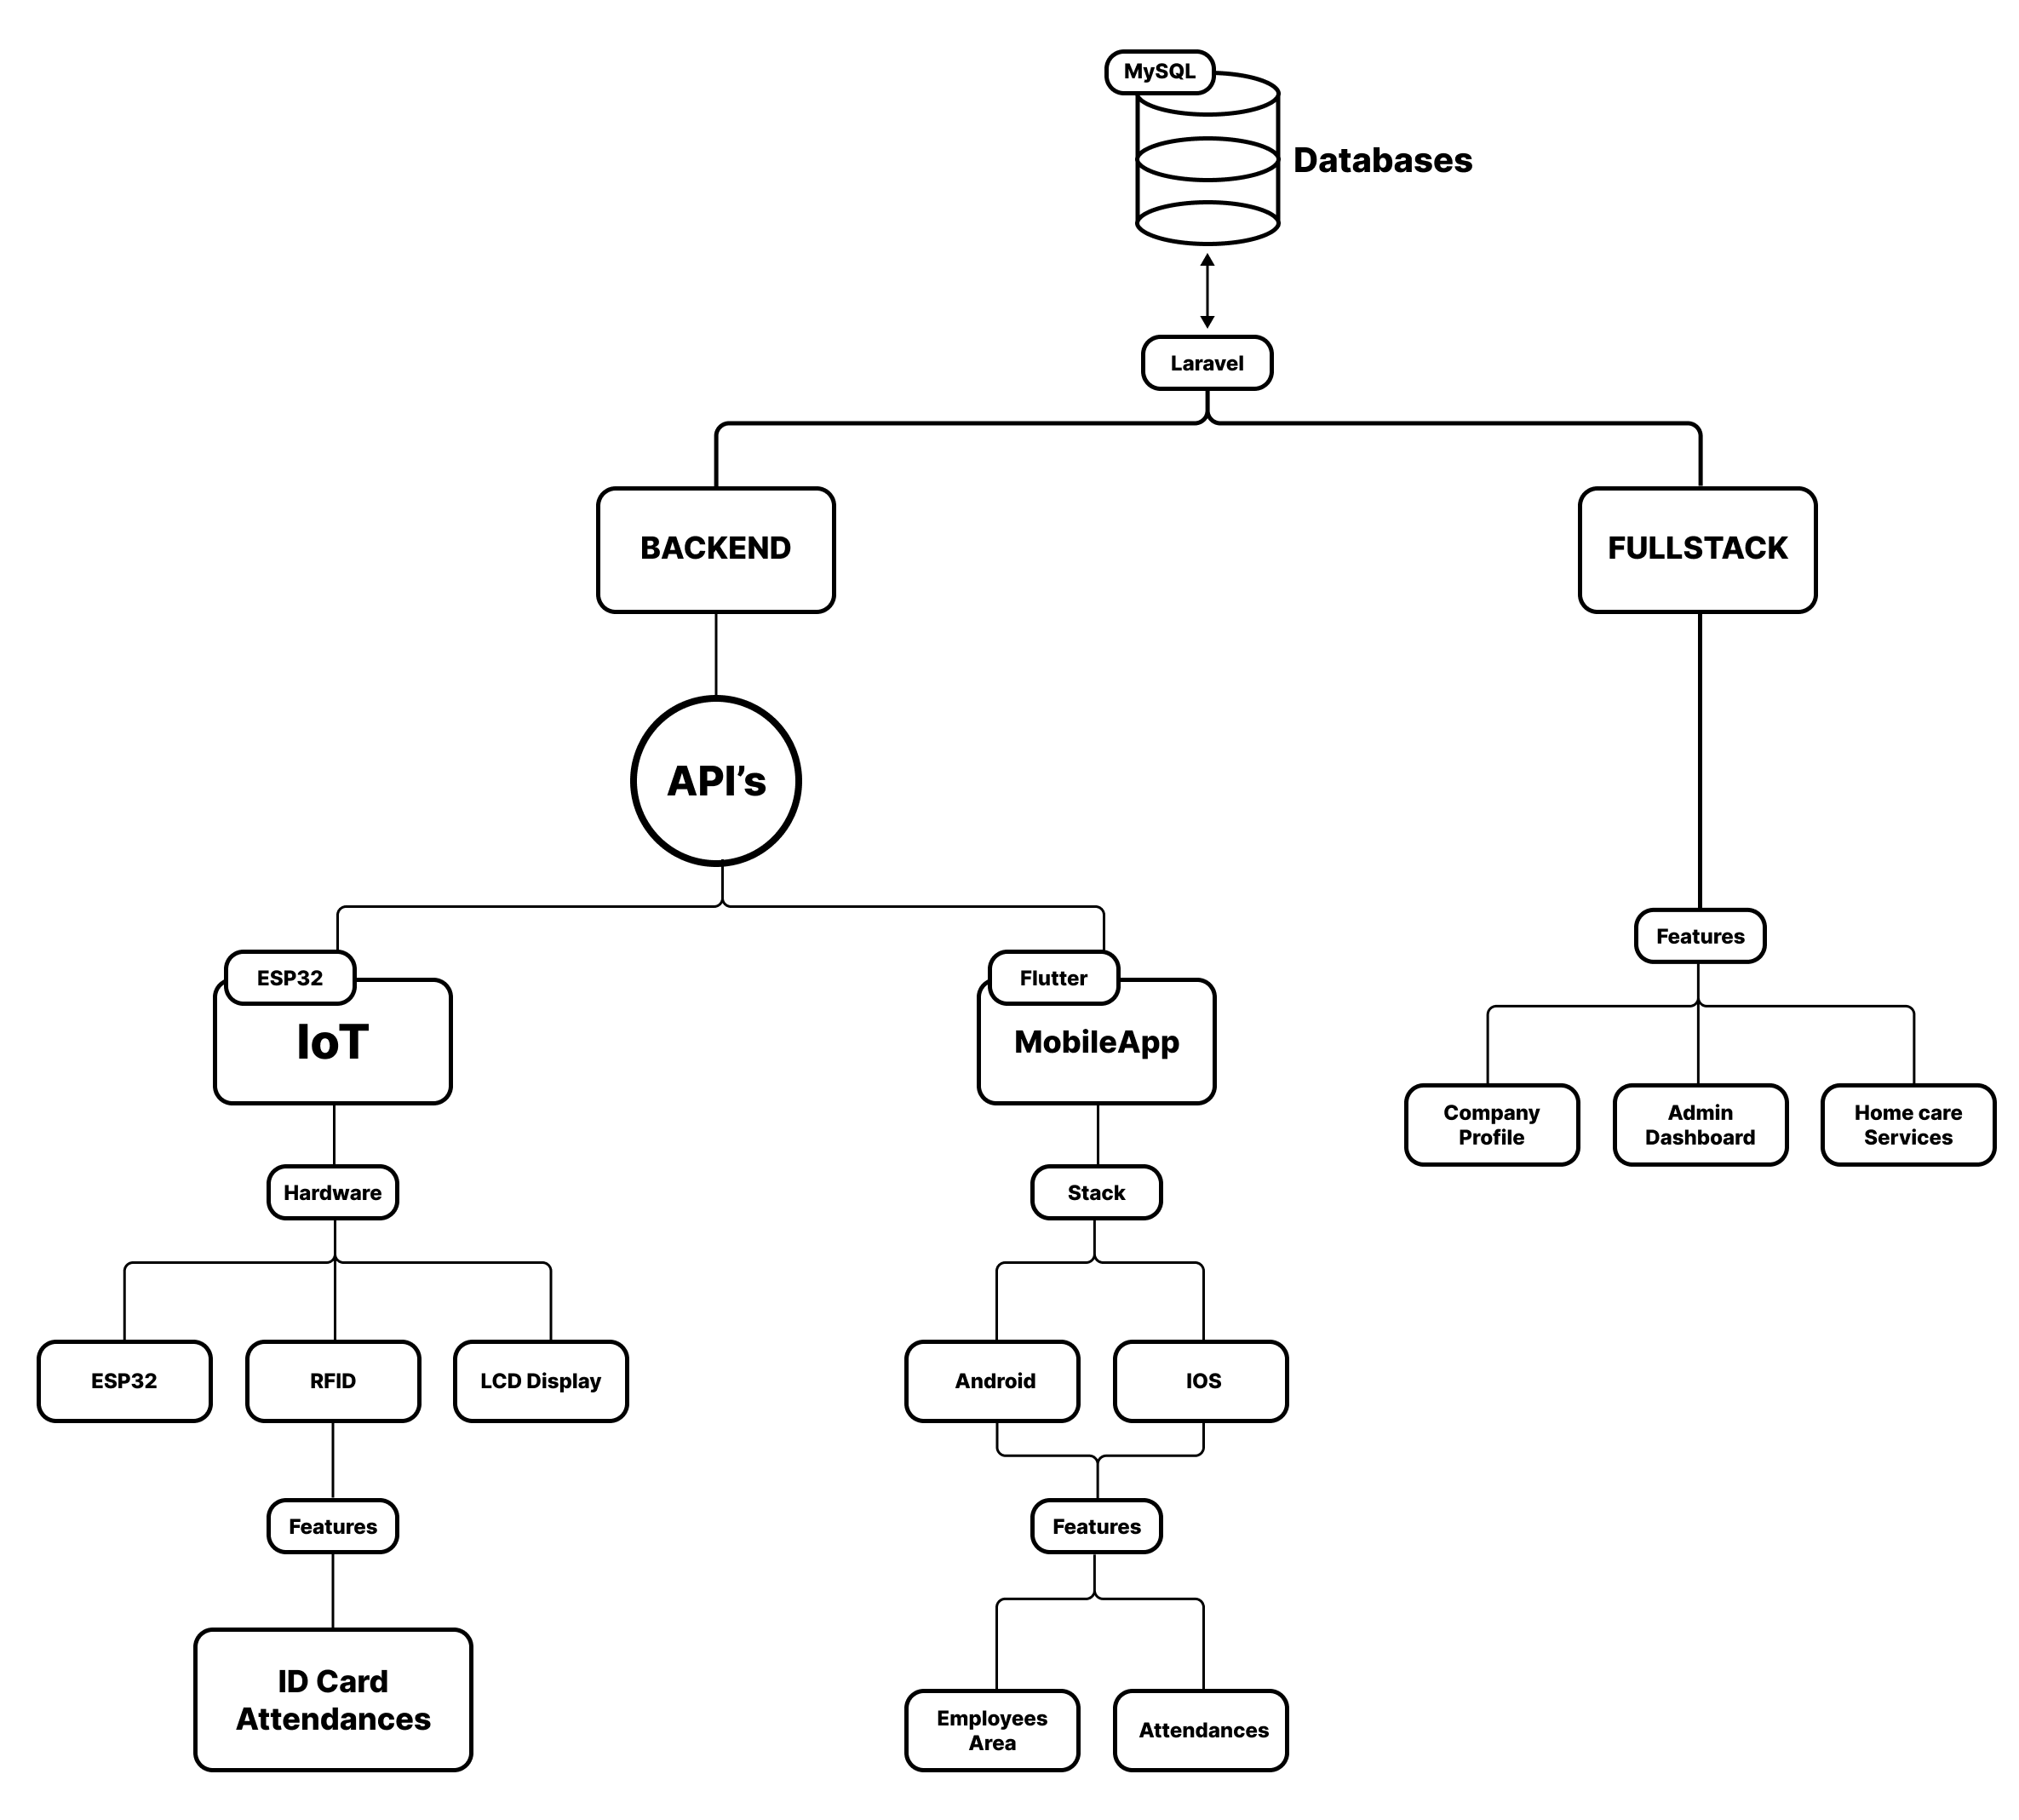 MySQL
Databases
Laravel
BACKEND
FULLSTACK
API’s
Features
ESP32
IoT
Flutter
MobileApp
Company
Profile
Admin
Dashboard
Home care
Services
Hardware
Stack
ESP32
RFID
LCD Display
Android
IOS
Features
Features
ID Card
Attendances
Employees
Area
Attendances